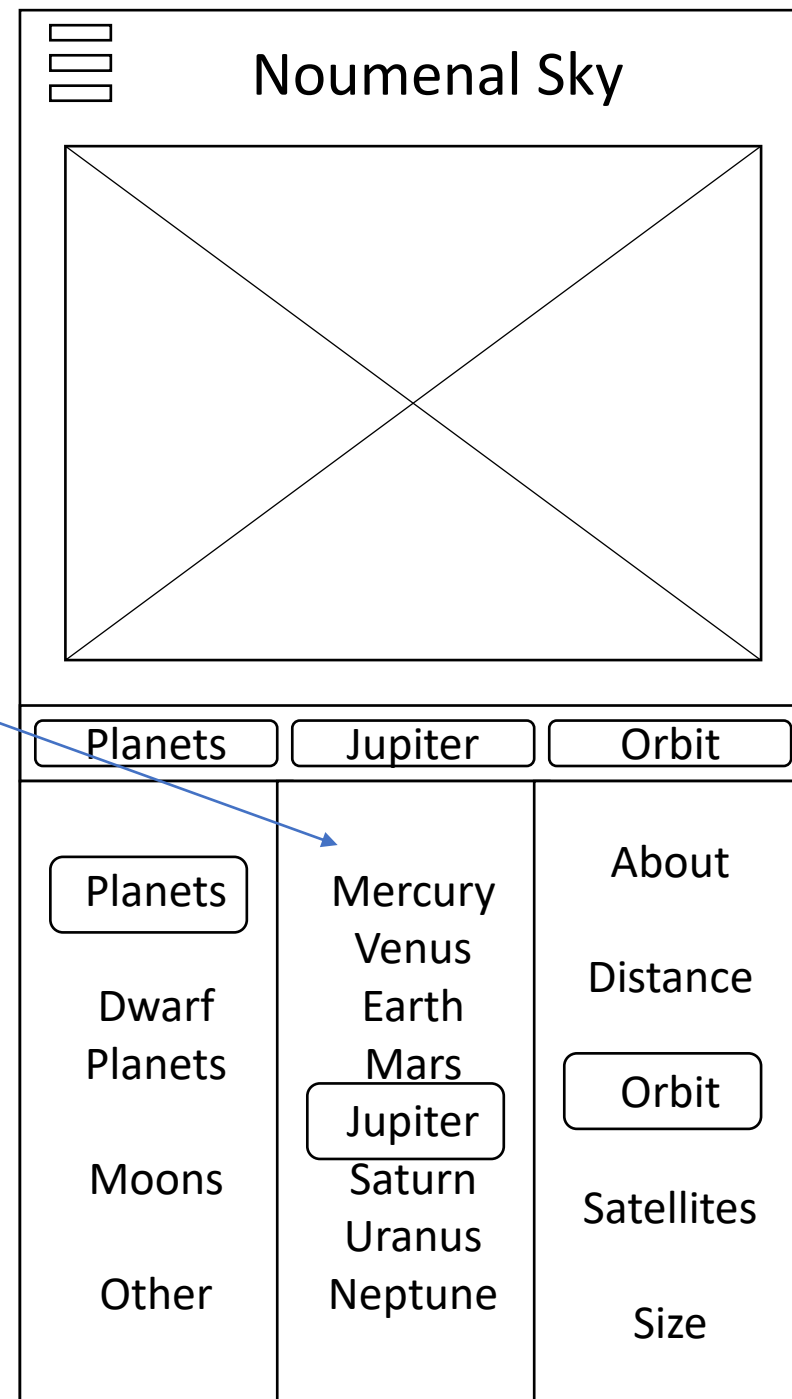 Noumenal Sky
Planets
Jupiter
Orbit
Planets
Dwarf
Planets
Moons
Other
Mercury
Venus
Earth
Mars
Jupiter
Saturn
Uranus
Neptune
About
Distance
Orbit
Satellites
Size